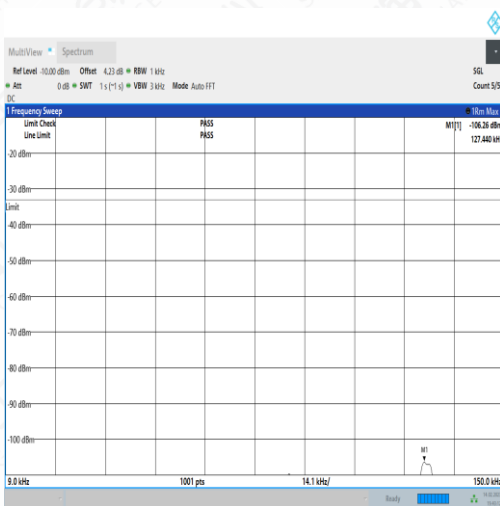 MultiView Spectrum
Ref Level -10.00 dBm Offset 4.23 dB RBW 1 kHz SGL
Att 0 dB SWT 1 s (~1 s) VBW 3 kHz Mode Auto FFT Count 5/5
DC
1 Frequency Sweep 1Rm Max
Limit Check PASS M1[1] -106.26 dBm
Line Limit PASS 127.440 kH
-20 dBm
-30 dBm
Limit
-40 dBm
-50 dBm
-60 dBm
-70 dBm
-80 dBm
-90 dBm
-100 dBm
M1
9.0 kHz 1001 pts 14.1 kHz/ 150.0 kHz
Ready